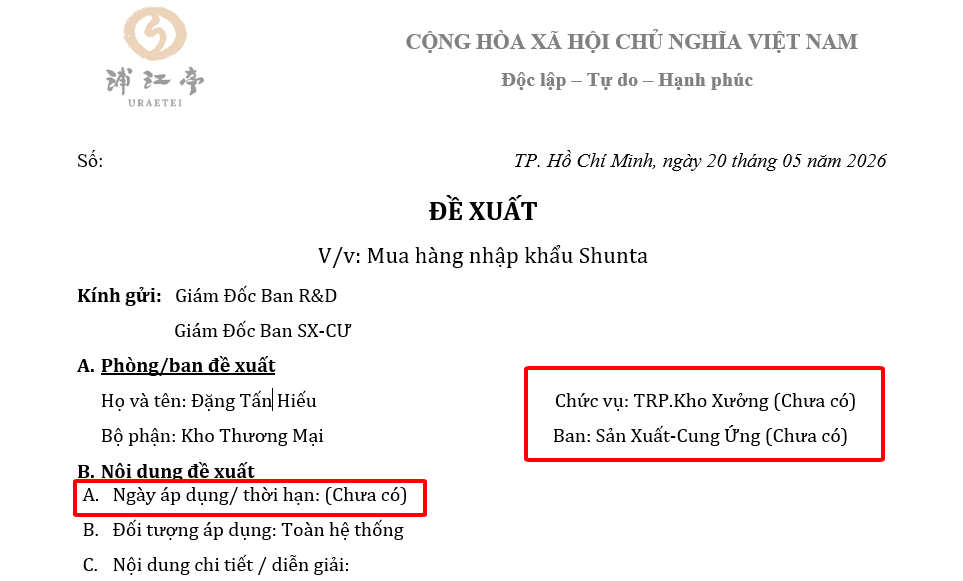 浦江亭
URAETEI
CỘNG HÒA XÃ HỘI CHỦ NGHĨA VIỆT NAM
Độc lập – Tự do – Hạnh phúc
Số:
TP. Hồ Chí Minh, ngày 20 tháng 05 năm 2026
ĐỀ XUẤT
V/v: Mua hàng nhập khẩu Shunta
Kính gửi: Giám Đốc Ban R&D
Giám Đốc Ban SX-CƯ
A. Phòng/ban đề xuất
Họ và tên: Đặng Tấn Hiếu Chức vụ: TRP.Kho Xưởng (Chưa có)
Bộ phận: Kho Thương Mại Ban: Sản Xuất-Cung Ứng (Chưa có)
B. Nội dung đề xuất
A. Ngày áp dụng/ thời hạn: (Chưa có)
B. Đối tượng áp dụng: Toàn hệ thống
C. Nội dung chi tiết / diễn giải: